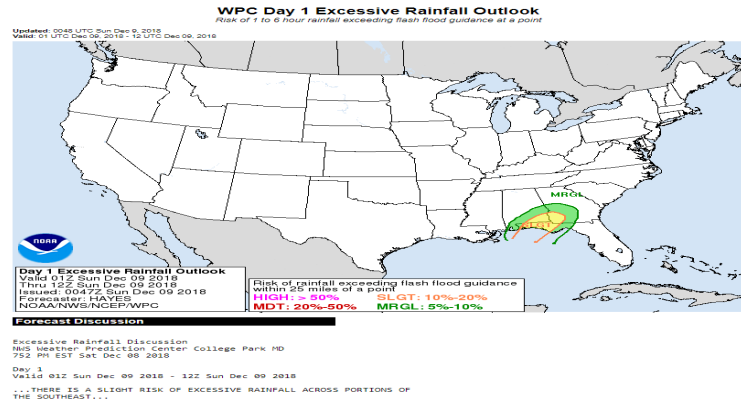 WPC Day 1 Excessive Rainfall Outlook
Risk of 1 to 6 hour rainfall exceeding flash flood guidance at a point
Updated: 0048 UTC Sun Dec 9, 2018
Valid: 01 UTC Dec 09, 2018 - 12 UTC Dec 09, 2018
MRGL
SLGT
NOAA
Day 1 Excessive Rainfall Outlook
Valid 01Z Sun Dec 09 2018
Thru 12Z Sun Dec 09 2018
Issued: 0047Z Sun Dec 09 2018
Forecaster: HAYES
NOAA/NWS/NCEP/WPC
Risk of rainfall exceeding flash flood guidance
within 25 miles of a point
HIGH: > 50% SLGT: 10%-20%
MDT: 20%-50% MRGL: 5%-10%
Forecast Discussion
Excessive Rainfall Discussion
NWS Weather Prediction Center College Park MD
752 PM EST Sat Dec 08 2018
Day 1
Valid 01Z Sun Dec 09 2018 - 12Z Sun Dec 09 2018
...THERE IS A SLIGHT RISK OF EXCESSIVE RAINFALL ACROSS PORTIONS OF
THE SOUTHEAST...